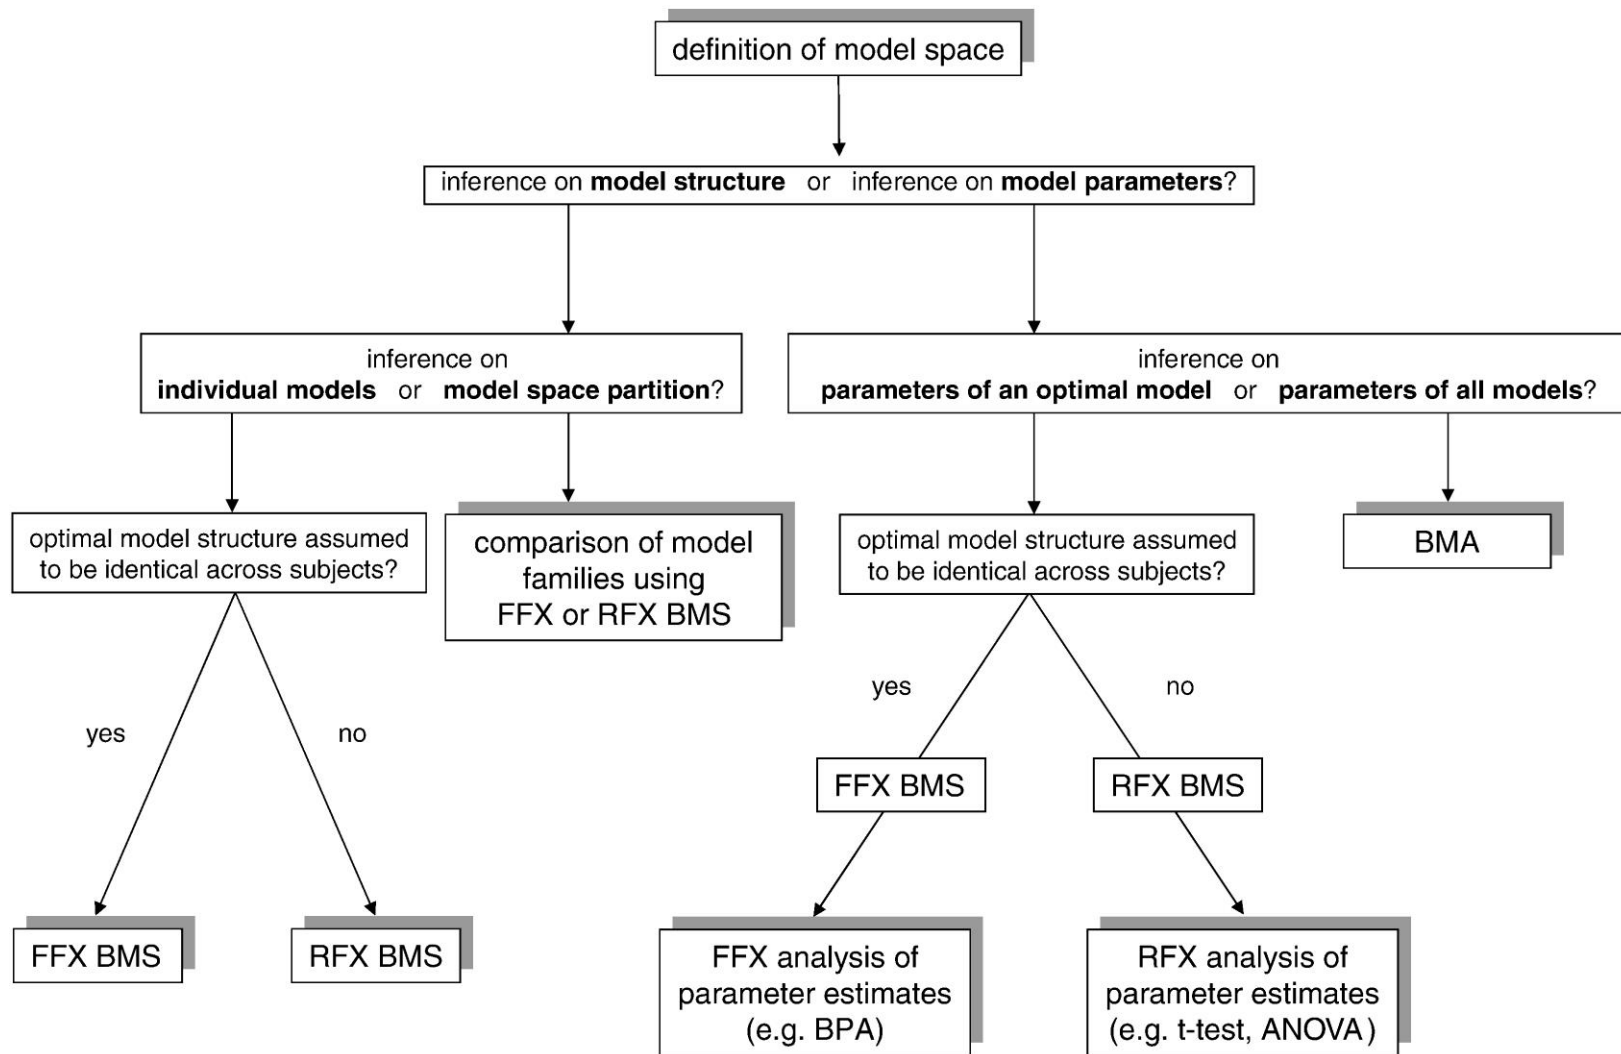 definition of model space
inference on model structure or inference on model parameters?
inference on
individual models or model space partition?
inference on
parameters of an optimal model or parameters of all models?
optimal model structure assumed
to be identical across subjects?
comparison of model
families using
FFX or RFX BMS
optimal model structure assumed
to be identical across subjects?
BMA
yes
no
yes
no
FFX BMS
RFX BMS
FFX BMS
RFX BMS
FFX analysis of
parameter estimates
(e.g. BPA)
RFX analysis of
parameter estimates
(e.g. t-test, ANOVA)